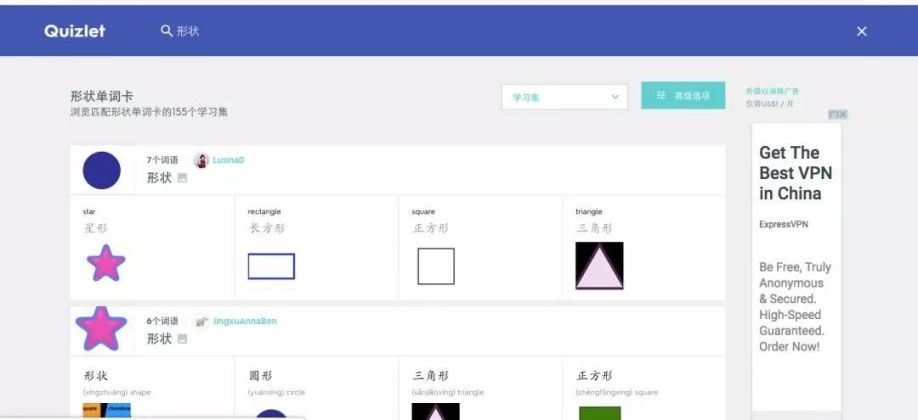 Quizlet
形状
形状单词卡
浏览匹配形状单词卡的155个学习集
学习集
高级选项
升级以消除广告
仅需US$1 / 月
7个词语
LusinaD
形状
star
星形
rectangle
长方形
square
正方形
triangle
三角形
6个词语
JingxuAnnaBen
形状
形状
(xíngzhuàng) shape
圆形
(yuánxíng) circle
三角形
(sānjiǎoxíng) triangle
正方形
(zhèngfāngxíng) square
square
rhombus
Get The
Best VPN
in China
ExpressVPN
Be Free, Truly
Anonymous
& Secured.
High-Speed
Guaranteed.
Order Now!